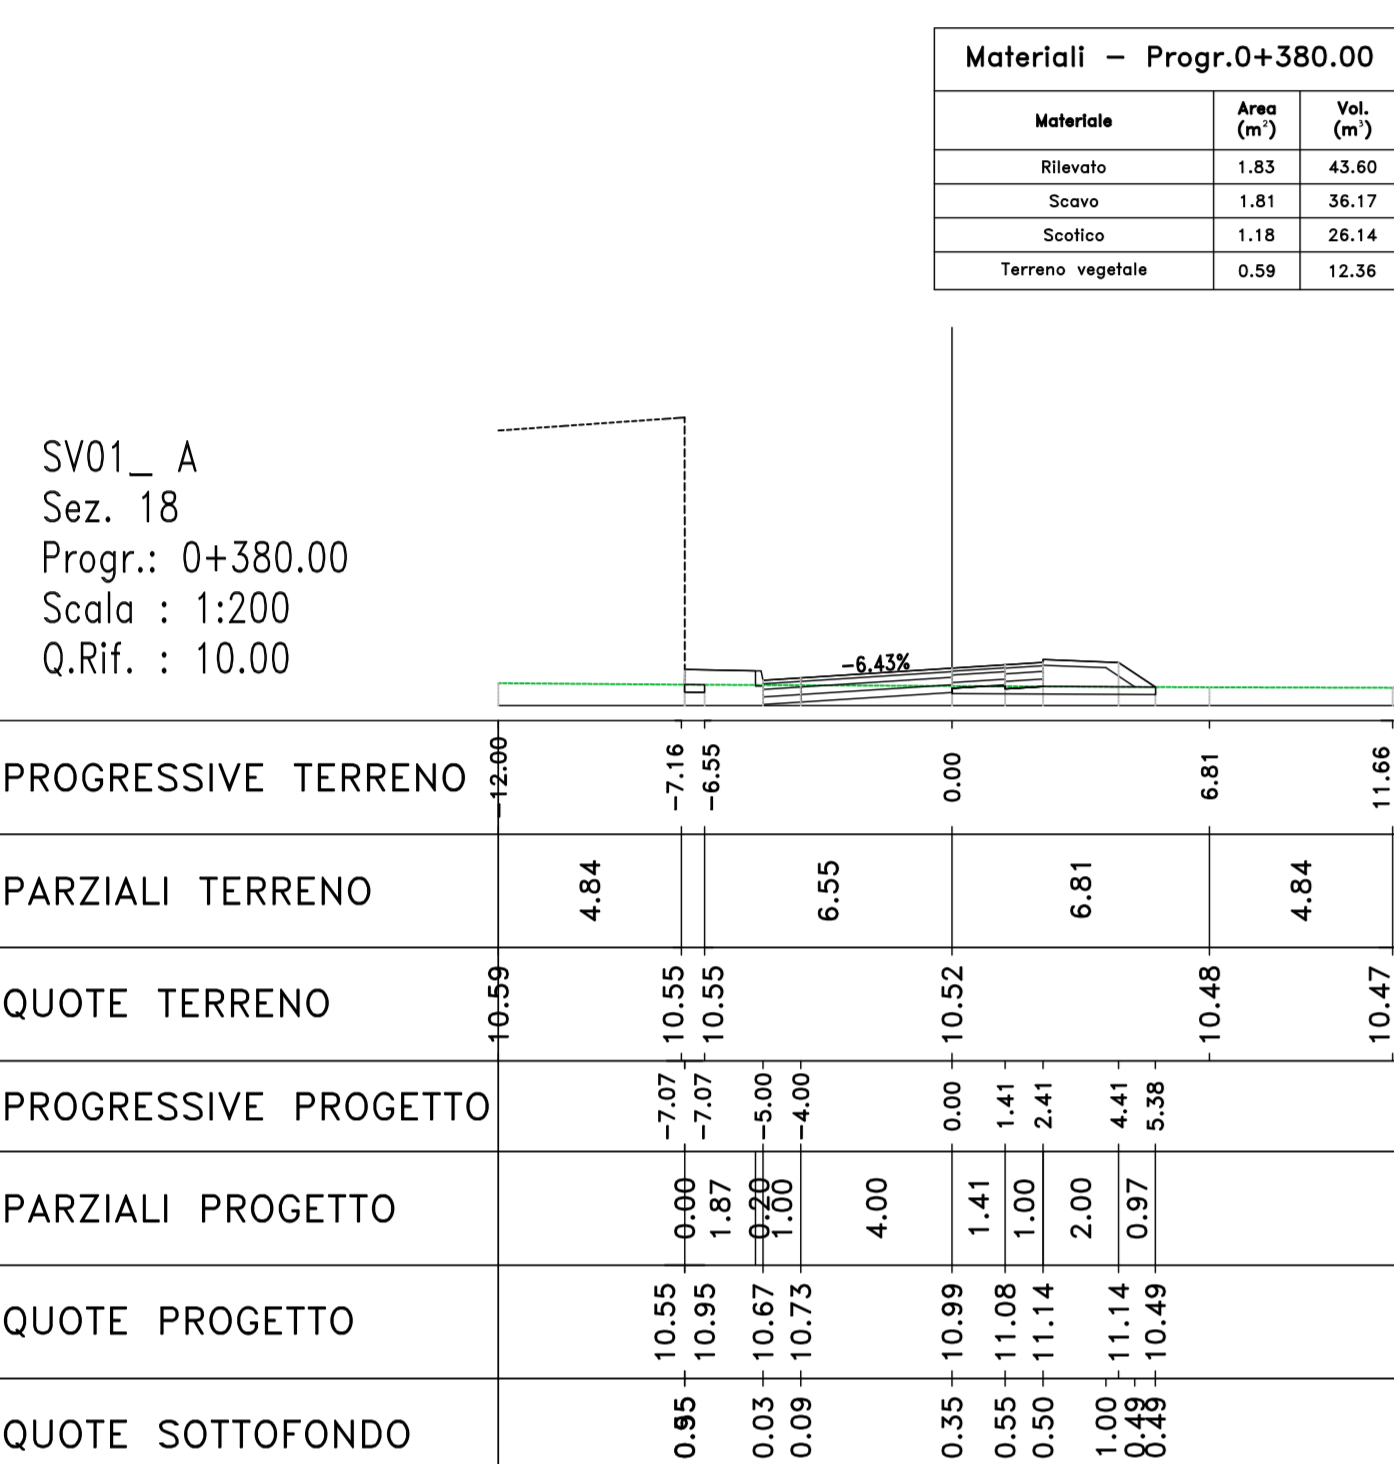 Materiali - Progr.0+380.00
Materiale Area (m²) Vol. (m³)
Rilevato 1.83 43.60
Scavo 1.81 36.17
Scotico 1.18 26.14
Terreno vegetale 0.59 12.36
SV01_ A
Sez. 18
Progr.: 0+380.00
Scala : 1:200
Q.Rif. : 10.00
-6.43%
PROGRESSIVE TERRENO -12.00 -7.16 -6.55 0.00 6.81 11.66
PARZIALI TERRENO 4.84 6.55 6.81 4.84
QUOTE TERRENO 10.59 10.55 10.55 10.52 10.48 10.47
PROGRESSIVE PROGETTO -7.07 -7.07 -5.00 -4.00 0.00 1.41 2.41 4.41 5.38
PARZIALI PROGETTO 0.00 1.87 0.20 1.00 4.00 1.41 1.00 2.00 0.97
QUOTE PROGETTO 10.55 10.95 10.67 10.73 10.99 11.08 11.14 11.14 10.49
QUOTE SOTTOFONDO 0.03 0.09 0.35 0.55 0.50 1.00 0.49 0.49